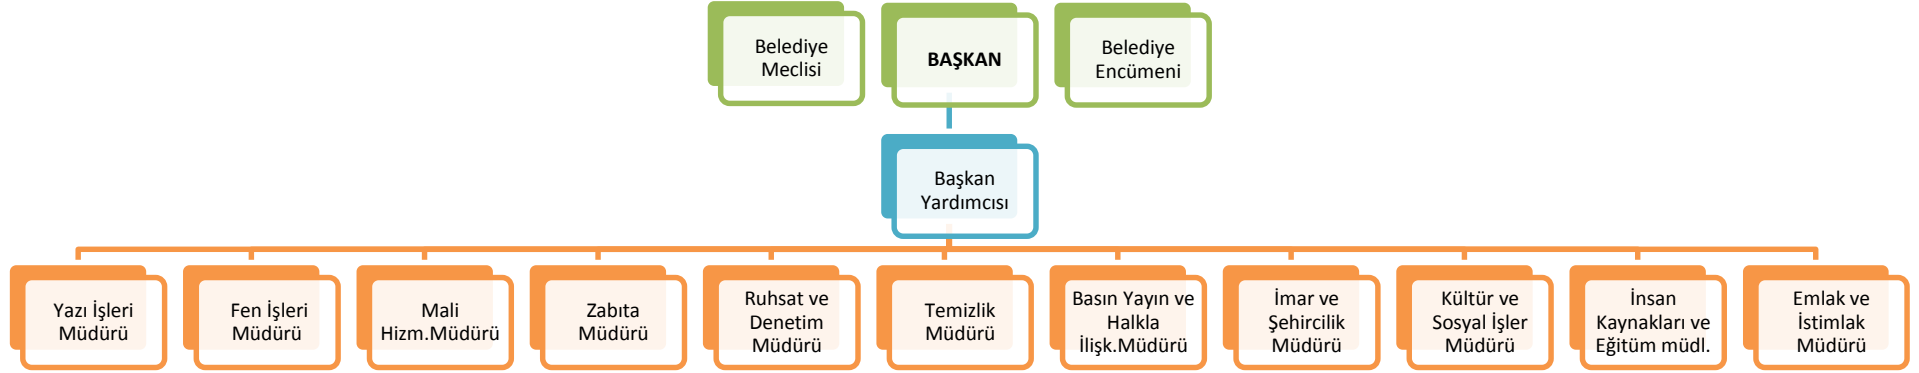 Belediye
Meclisi
BAŞKAN
Belediye
Encümeni
Başkan
Yardımcısı
Yazı İşleri
Müdürü
Fen İşleri
Müdürü
Mali
Hizm.Müdürü
Zabıta
Müdürü
Ruhsat ve
Denetim
Müdürü
Temizlik
Müdürü
Basın Yayın ve
Halkla
İlişk.Müdürü
İmar ve
Şehircilik
Müdürü
Kültür ve
Sosyal İşler
Müdürü
İnsan
Kaynakları ve
Eğitüm müdl.
Emlak ve
İstimlak
Müdürü